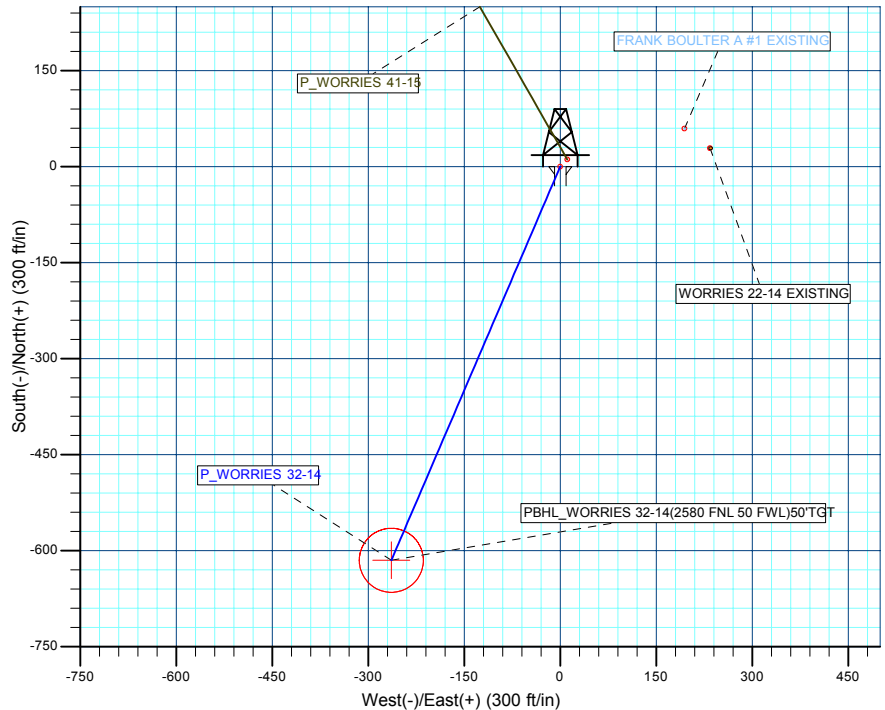 FRANK BOULTER A #1 EXISTING
150
P_WORRIES 41-15
0
-150
WORRIES 22-14 EXISTING
-300
South(-)/North(+) (300 ft/in)
-450
P_WORRIES 32-14
PBHL_WORRIES 32-14(2580 FNL 50 FWL)50'TGT
-600
-750
-750 -600 -450 -300 -150 0 150 300 450
West(-)/East(+) (300 ft/in)